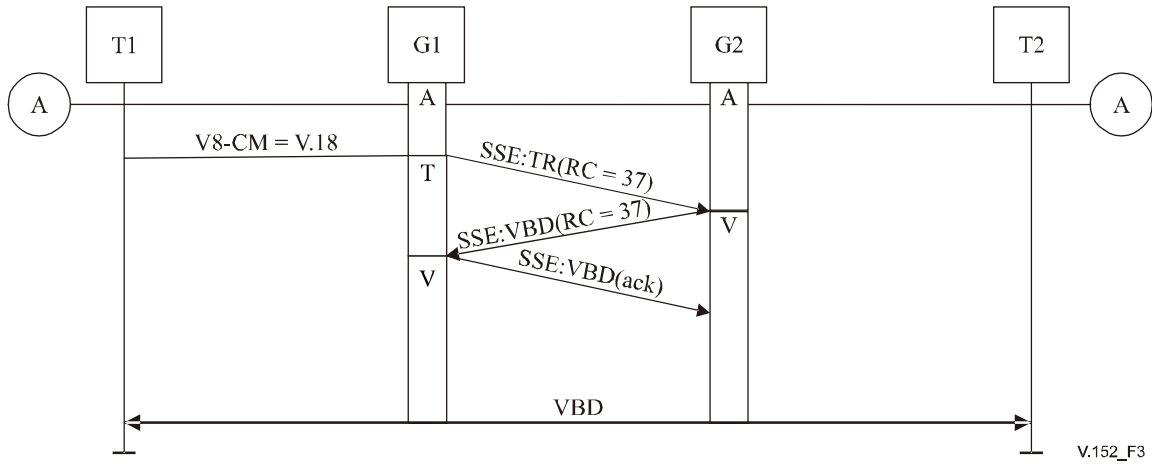 T1
G1
G2
T2
A
A
A
A
V8-CM = V.18
T
SSE:TR(RC = 37)
SSE:VBD(RC = 37)
V
SSE:VBD(ack)
V
VBD
V.152_F3